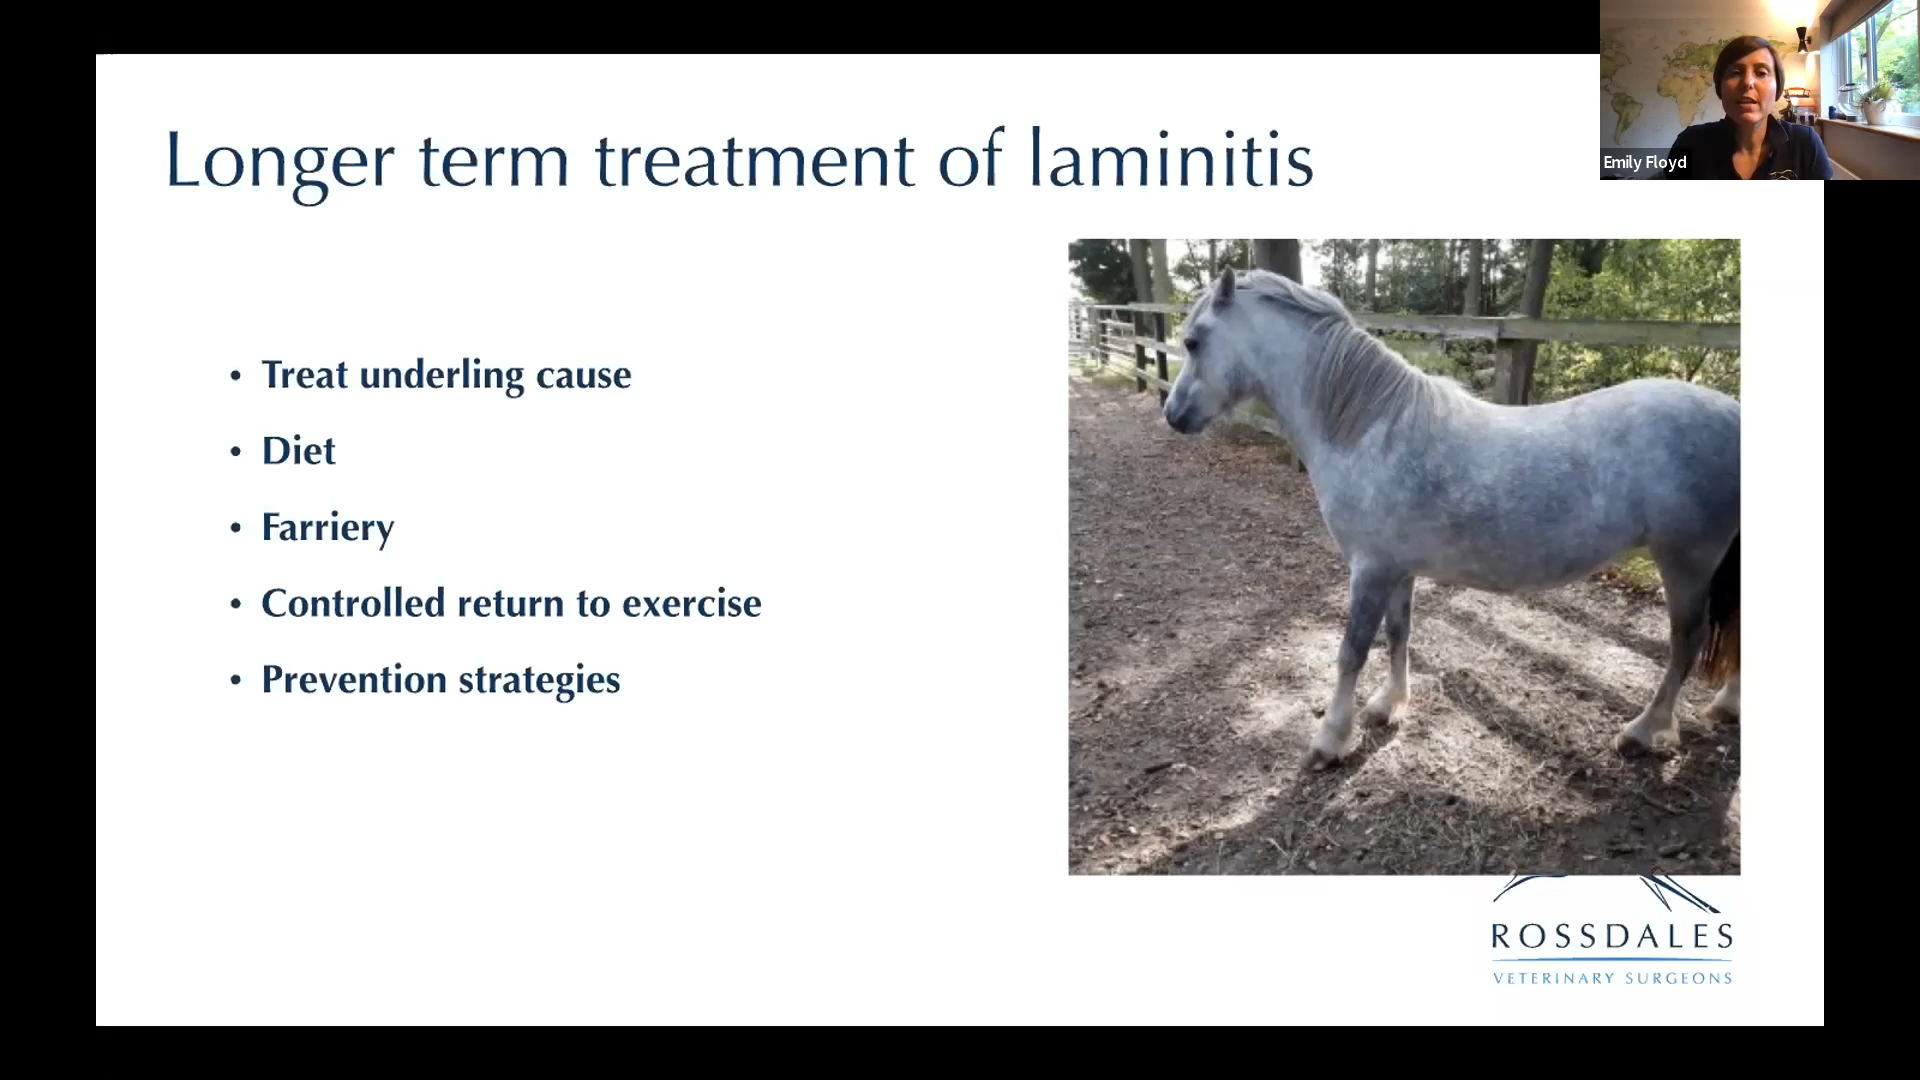 Longer term treatment of laminitis
Emily Floyd
• Treat underling cause
• Diet
• Farriery
• Controlled return to exercise
• Prevention strategies
ROSSDALES
VETERINARY SURGEONS